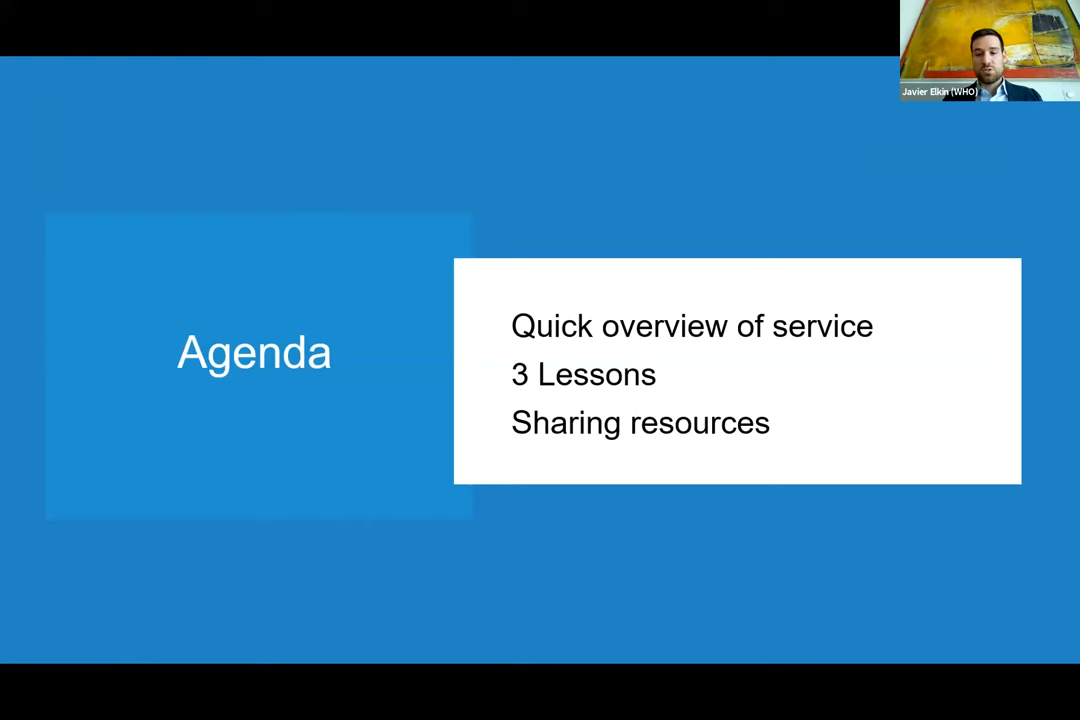 Javier Elkin (WHO)
Agenda
Quick overview of service
3 Lessons
Sharing resources